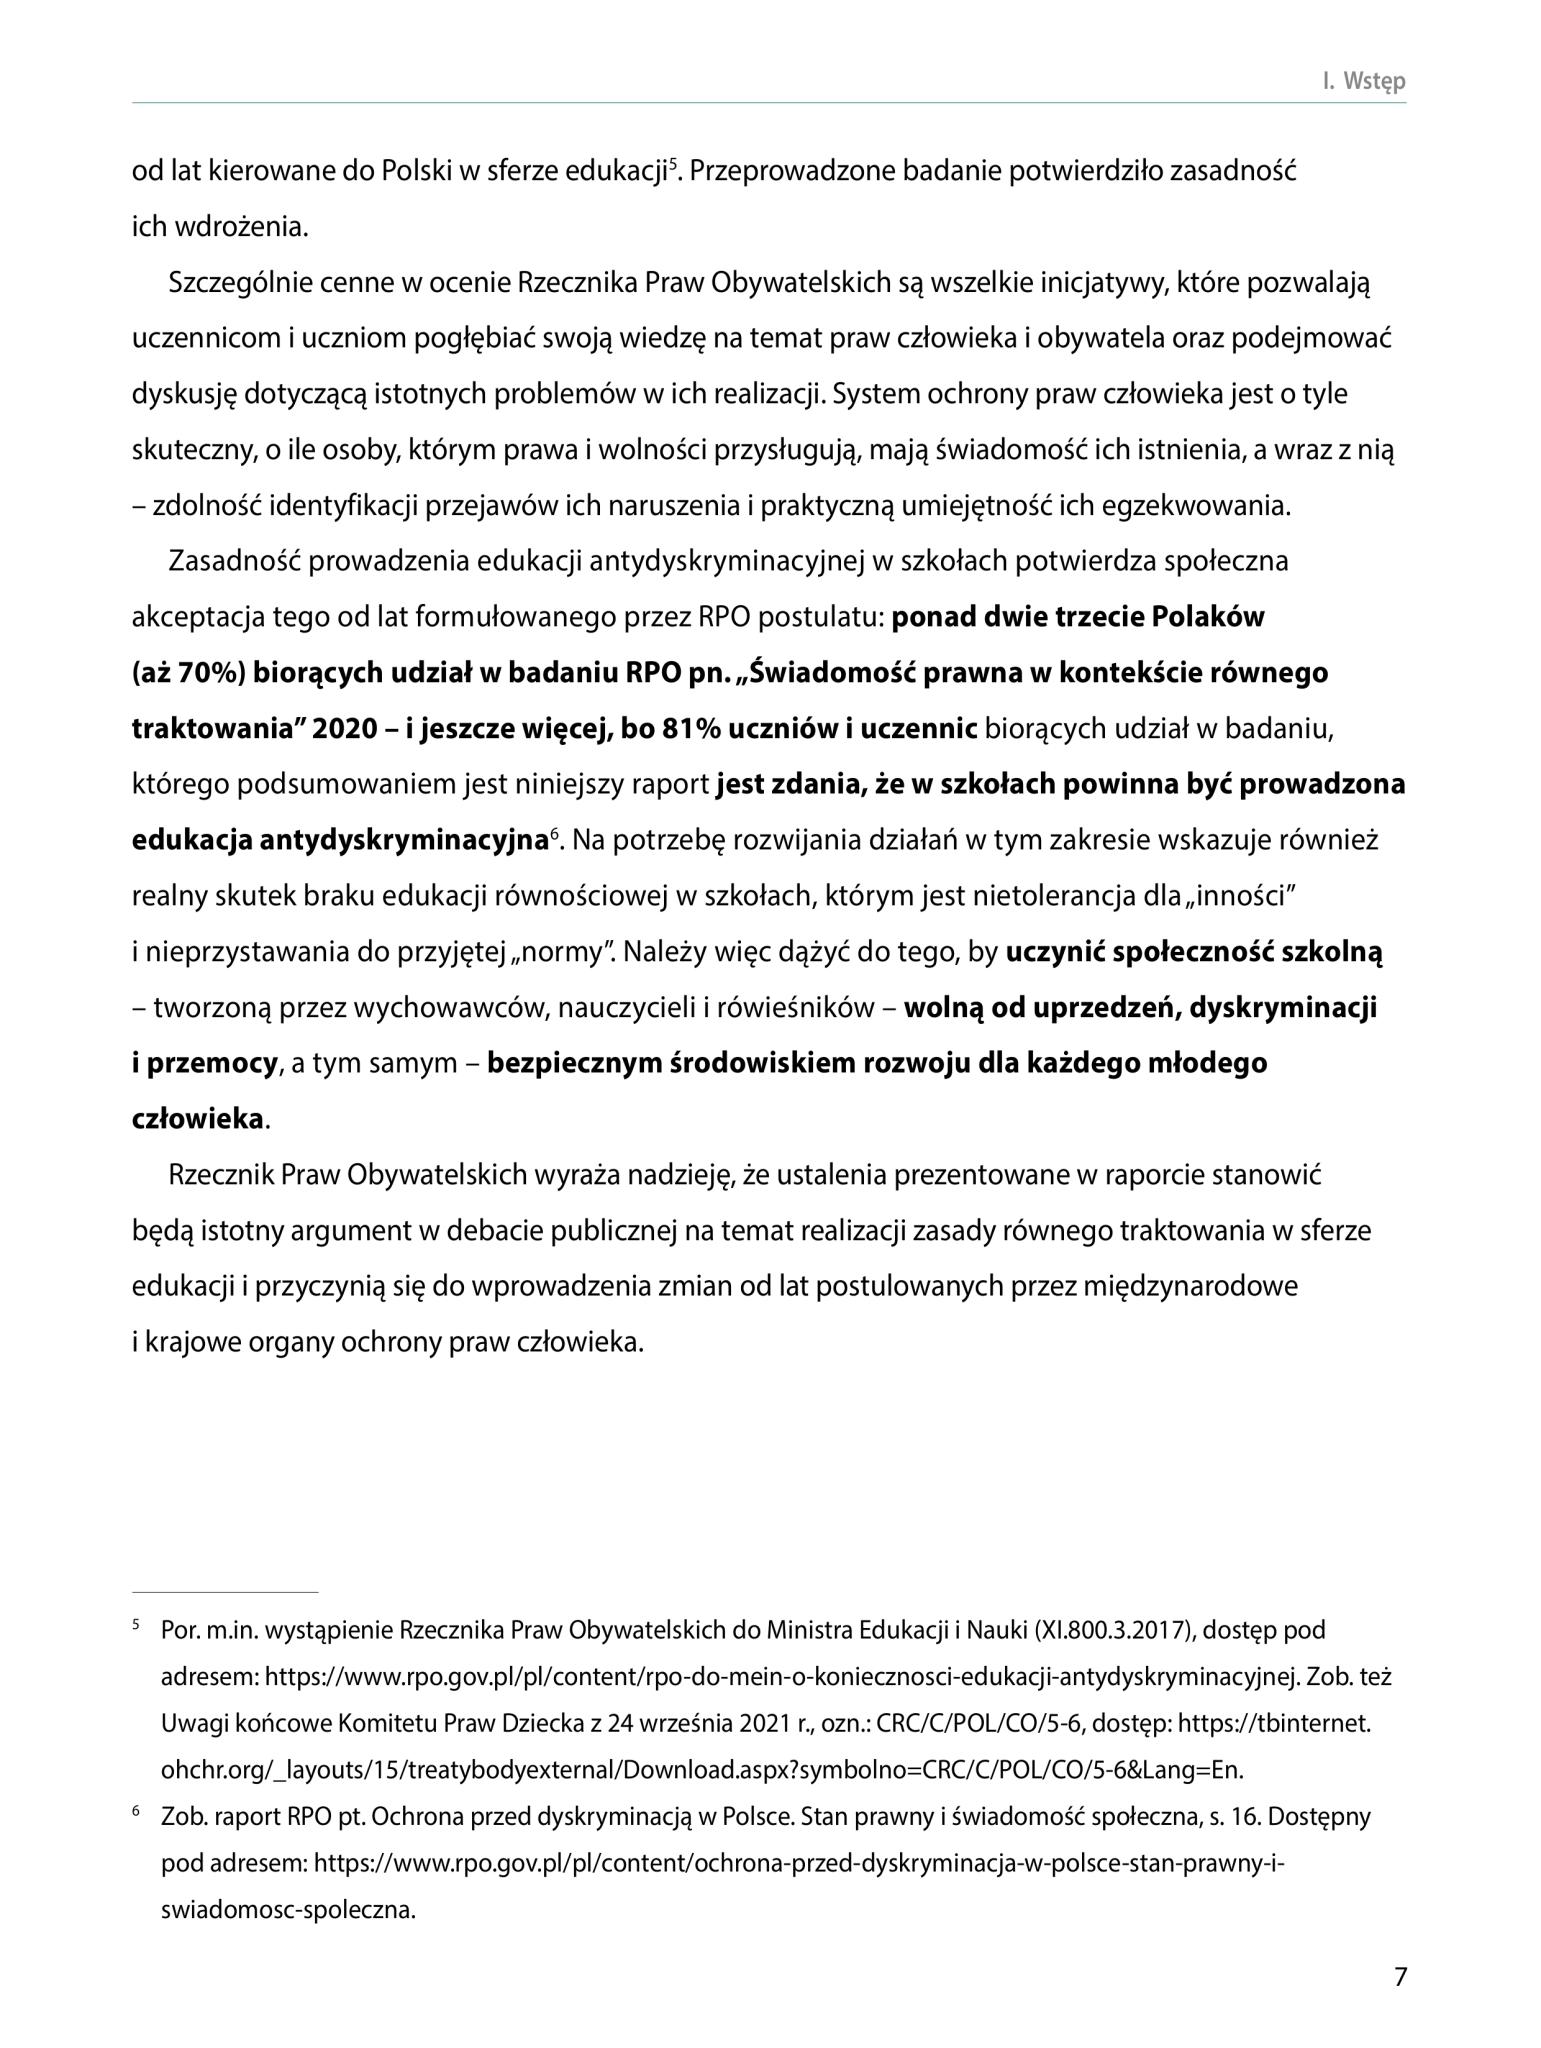 I. Wstęp
od lat kierowane do Polski w sferze edukacji⁵. Przeprowadzone badanie potwierdziło zasadność
ich wdrożenia.
Szczególnie cenne w ocenie Rzecznika Praw Obywatelskich są wszelkie inicjatywy, które pozwalają
uczennicom i uczniom pogłębiać swoją wiedzę na temat praw człowieka i obywatela oraz podejmować
dyskusję dotyczącą istotnych problemów w ich realizacji. System ochrony praw człowieka jest o tyle
skuteczny, o ile osoby, którym prawa i wolności przysługują, mają świadomość ich istnienia, a wraz z nią
– zdolność identyfikacji przejawów ich naruszenia i praktyczną umiejętność ich egzekwowania.
Zasadność prowadzenia edukacji antydyskryminacyjnej w szkołach potwierdza społeczna
akceptacja tego od lat formułowanego przez RPO postulatu: ponad dwie trzecie Polaków
(aż 70%) biorących udział w badaniu RPO pn. „Świadomość prawna w kontekście równego
traktowania” 2020 – i jeszcze więcej, bo 81% uczniów i uczennic biorących udział w badaniu,
którego podsumowaniem jest niniejszy raport jest zdania, że w szkołach powinna być prowadzona
edukacja antydyskryminacyjna⁶. Na potrzebę rozwijania działań w tym zakresie wskazuje również
realny skutek braku edukacji równościowej w szkołach, którym jest nietolerancja dla „inności”
i nieprzystawania do przyjętej „normy”. Należy więc dążyć do tego, by uczynić społeczność szkolną
– tworzoną przez wychowawców, nauczycieli i rówieśników – wolną od uprzedzeń, dyskryminacji
i przemocy, a tym samym – bezpiecznym środowiskiem rozwoju dla każdego młodego
człowieka.
Rzecznik Praw Obywatelskich wyraża nadzieję, że ustalenia prezentowane w raporcie stanowić
będą istotny argument w debacie publicznej na temat realizacji zasady równego traktowania w sferze
edukacji i przyczynią się do wprowadzenia zmian od lat postulowanych przez międzynarodowe
i krajowe organy ochrony praw człowieka.
⁵ Por. m.in. wystąpienie Rzecznika Praw Obywatelskich do Ministra Edukacji i Nauki (XI.800.3.2017), dostęp pod
adresem: https://www.rpo.gov.pl/pl/content/rpo-do-mein-o-koniecznosci-edukacji-antydyskryminacyjnej. Zob. też
Uwagi końcowe Komitetu Praw Dziecka z 24 września 2021 r., ozn.: CRC/C/POL/CO/5-6, dostęp: https://tbinternet.
ohchr.org/_layouts/15/treatybodyexternal/Download.aspx?symbolno=CRC/C/POL/CO/5-6&Lang=En.
⁶ Zob. raport RPO pt. Ochrona przed dyskryminacją w Polsce. Stan prawny i świadomość społeczna, s. 16. Dostępny
pod adresem: https://www.rpo.gov.pl/pl/content/ochrona-przed-dyskryminacja-w-polsce-stan-prawny-i-
swiadomosc-spoleczna.
7